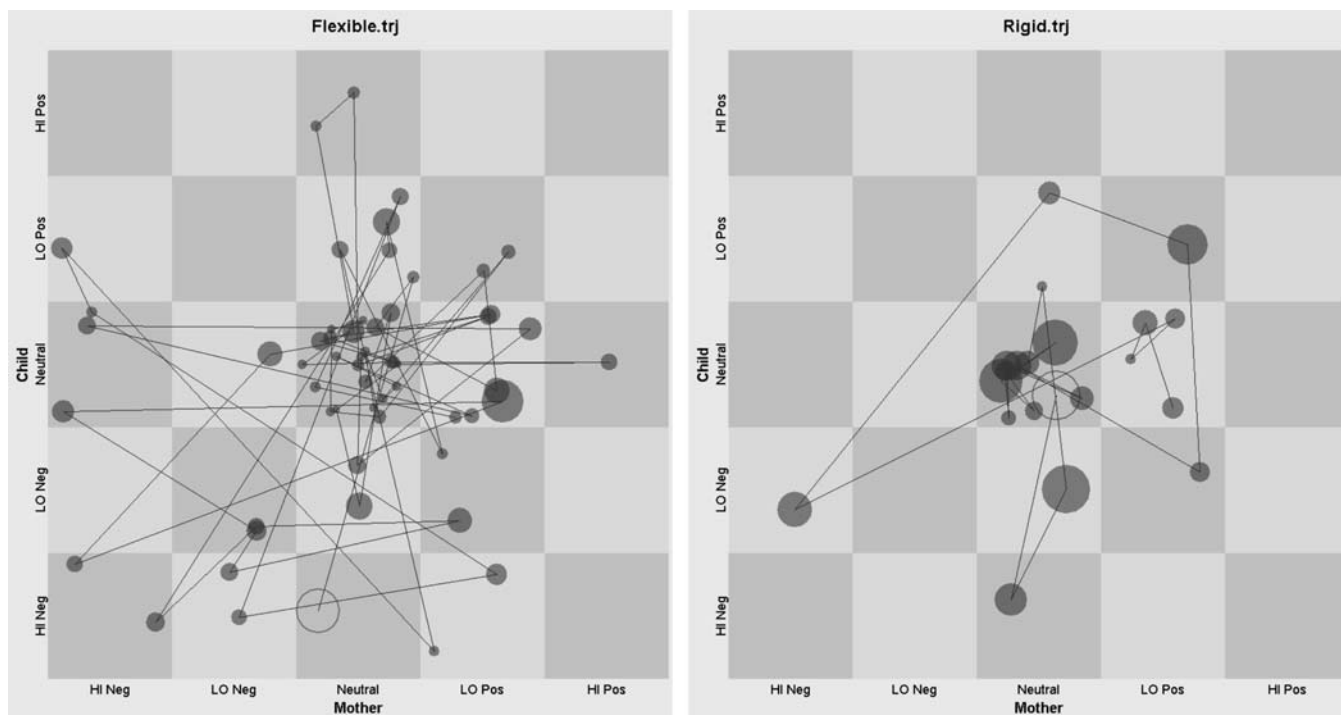 Flexible.trj
HI Pos
LO Pos
Neutral
Child
LO Neg
HI Neg
HI Neg LO Neg Neutral LO Pos HI Pos
Mother
Rigid.trj
HI Pos
LO Pos
Neutral
Child
LO Neg
HI Neg
HI Neg LO Neg Neutral LO Pos HI Pos
Mother